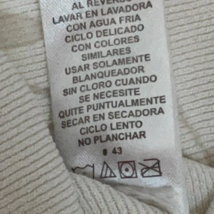 AL REVERSO
LAVAR EN LAVADORA
CON AGUA FRIA
CICLO DELICADO
CON COLORES
SIMILARES
USAR SOLAMENTE
BLANQUEADOR
SIN CLORO CUANDO
SE NECESITE
QUITE PUNTUALMENTE
SECAR EN SECADORA
CICLO LENTO
NO PLANCHAR
# 43